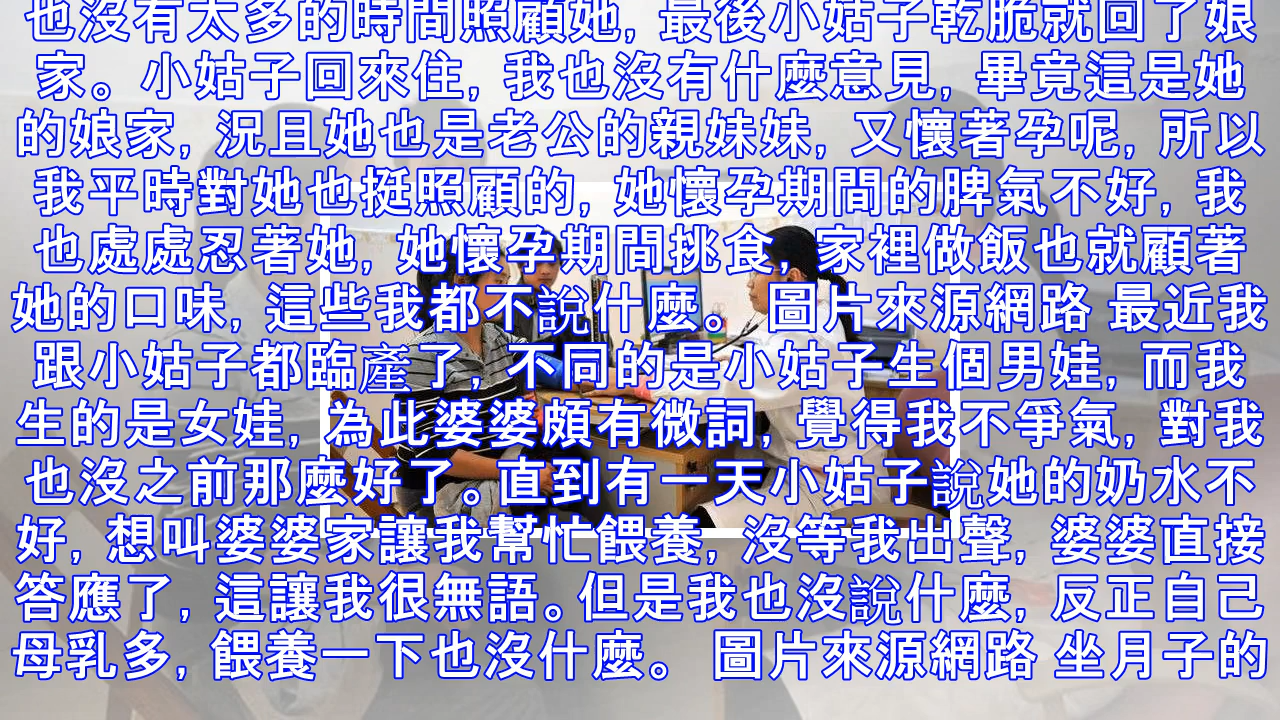 也沒有太多的時間照顧她, 最後小姑子乾脆就回了娘
家。小姑子回來住, 我也沒有什麼意見, 畢竟這是她
的娘家, 況且她也是老公的親妹妹, 又懷著孕呢, 所以
我平時對她也挺照顧的, 她懷孕期間的脾氣不好, 我
也處處忍著她, 她懷孕期間挑食, 家裡做飯也就顧著
她的口味, 這些我都不說什麼。 圖片來源網路 最近我
跟小姑子都臨產了, 不同的是小姑子生個男娃, 而我
生的是女娃, 為此婆婆頗有微詞, 覺得我不爭氣, 對我
也沒之前那麼好了。直到有一天小姑子說她的奶水不
好, 想叫婆婆家讓我幫忙餵養, 沒等我出聲, 婆婆直接
答應了, 這讓我很無語。但是我也沒說什麼, 反正自己
母乳多, 餵養一下也沒什麼。 圖片來源網路 坐月子的